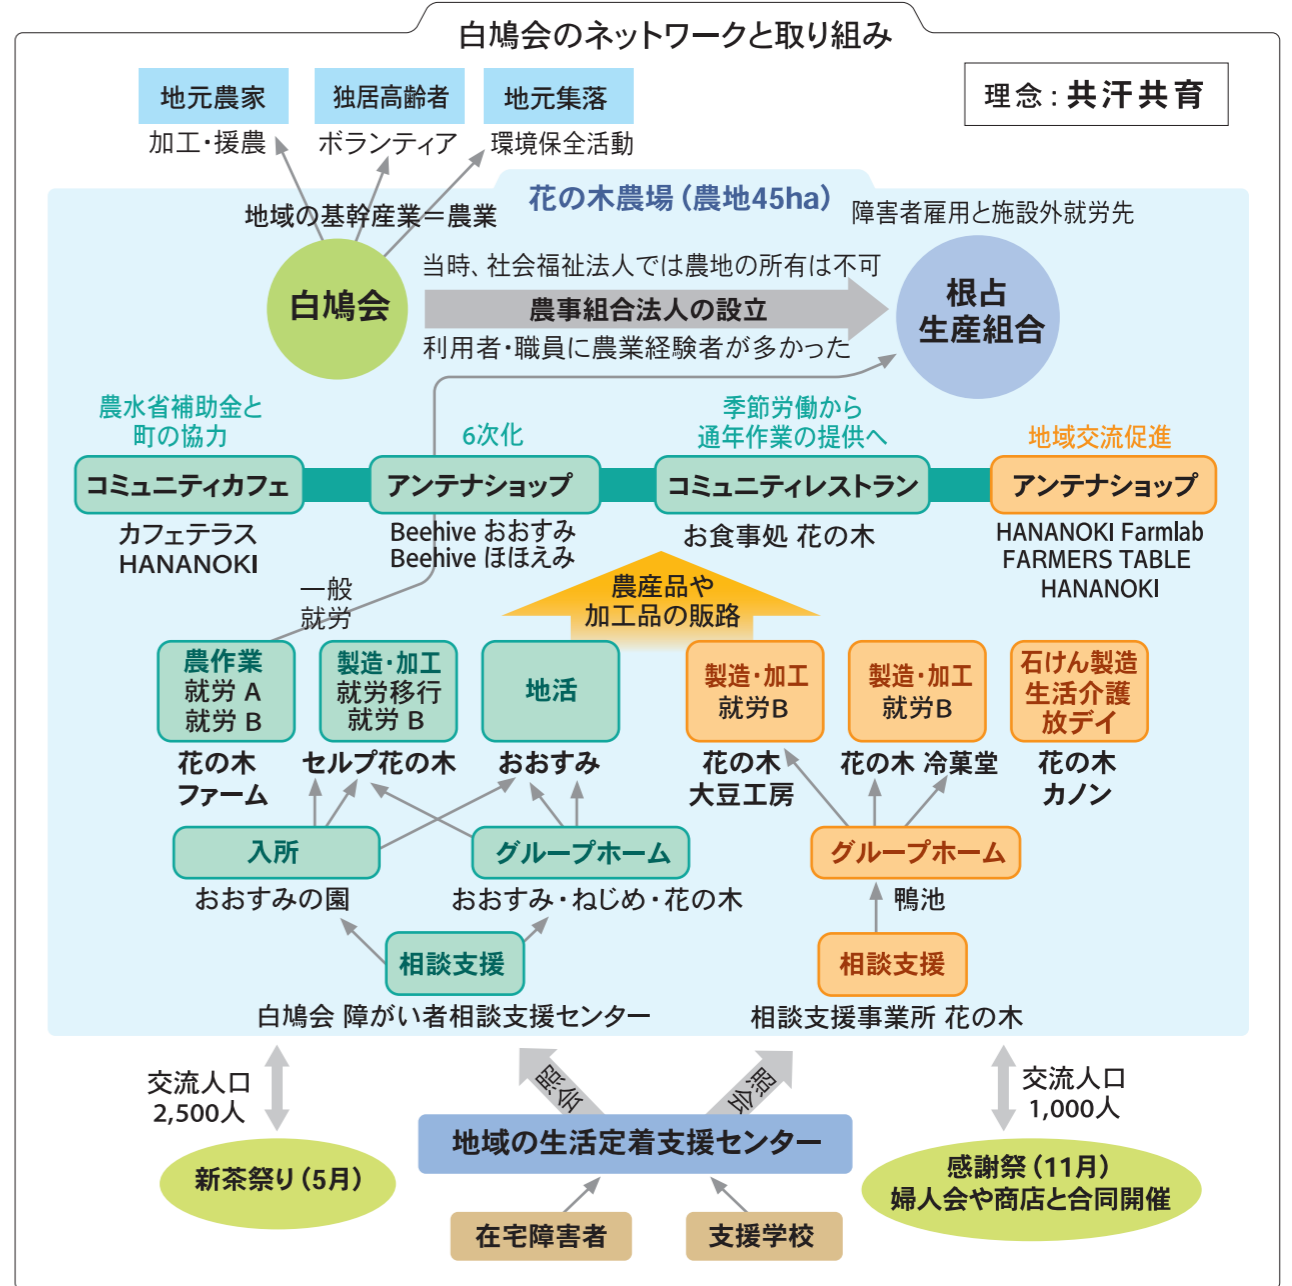 白鳩会のネットワークと取り組み
理念：共汗共育
地元農家
加工・援農
独居高齢者
ボランティア
地元集落
環境保全活動
花の木農場（農地45ha）
地域の基幹産業＝農業
障害者雇用と施設外就労先
白鳩会
当時、社会福祉法人では農地の所有は不可
農事組合法人の設立
利用者・職員に農業経験者が多かった
根占
生産組合
農水省補助金と
町の協力
コミュニティカフェ
カフェテラス
HANANOKI
6次化
アンテナショップ
Beehive おおすみ
Beehive ほほえみ
季節労働から
通年作業の提供へ
コミュニティレストラン
お食事処 花の木
地域交流促進
アンテナショップ
HANANOKI Farmlab
FARMERS TABLE
HANANOKI
一般
就労
農産品や
加工品の販路
農作業
就労 A
就労 B
花の木
ファーム
製造・加工
就労移行
就労 B
セルプ花の木
地活
おおすみ
製造・加工
就労B
花の木
大豆工房
製造・加工
就労B
花の木 冷菓堂
石けん製造
生活介護
放デイ
花の木
カノン
入所
おおすみの園
グループホーム
おおすみ・ねじめ・花の木
グループホーム
鴨池
相談支援
白鳩会 障がい者相談支援センター
相談支援
相談支援事業所 花の木
交流人口
2,500人
照会
照会
交流人口
1,000人
地域の生活定着支援センター
新茶祭り（5月）
感謝祭（11月）
婦人会や商店と合同開催
在宅障害者
支援学校